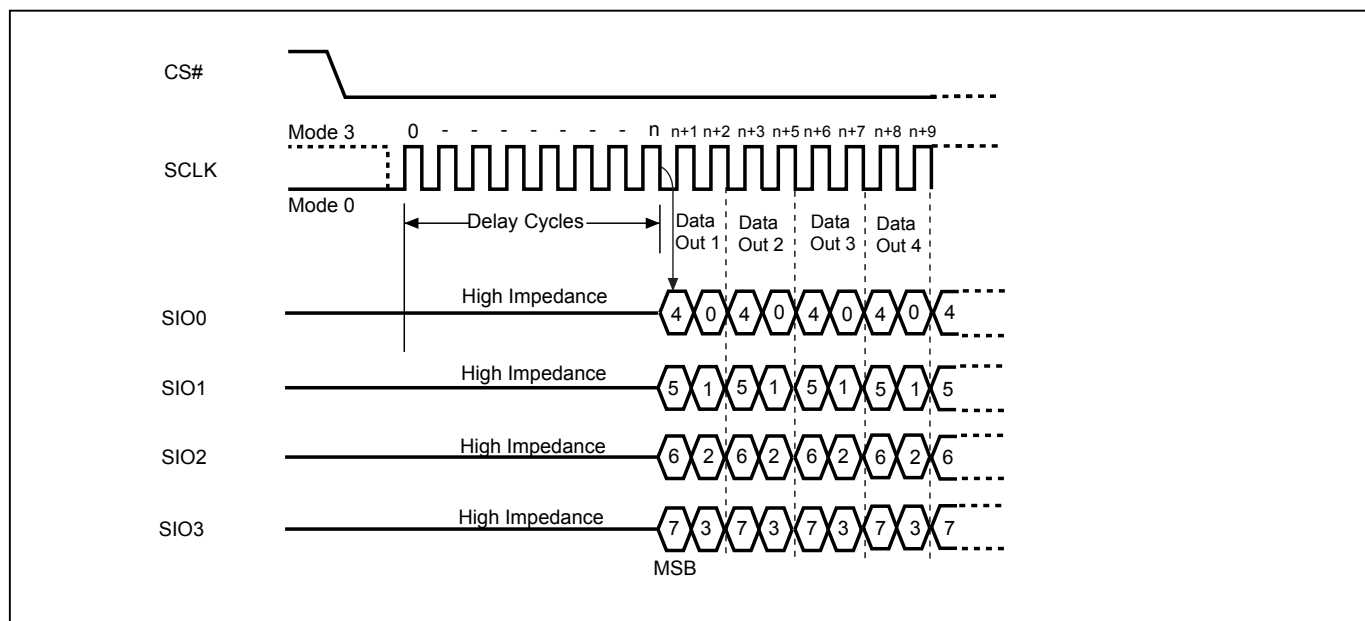 CS#
Mode 3
0 - - - - - - n n+1 n+2 n+3 n+5 n+6 n+7 n+8 n+9
SCLK
Mode 0
Delay Cycles
Data Out 1
Data Out 2
Data Out 3
Data Out 4
High Impedance
SIO0
4 0 4 0 4 0 4 0 4
High Impedance
SIO1
5 1 5 1 5 1 5 1 5
High Impedance
SIO2
6 2 6 2 6 2 6 2 6
High Impedance
SIO3
7 3 7 3 7 3 7 3 7
MSB